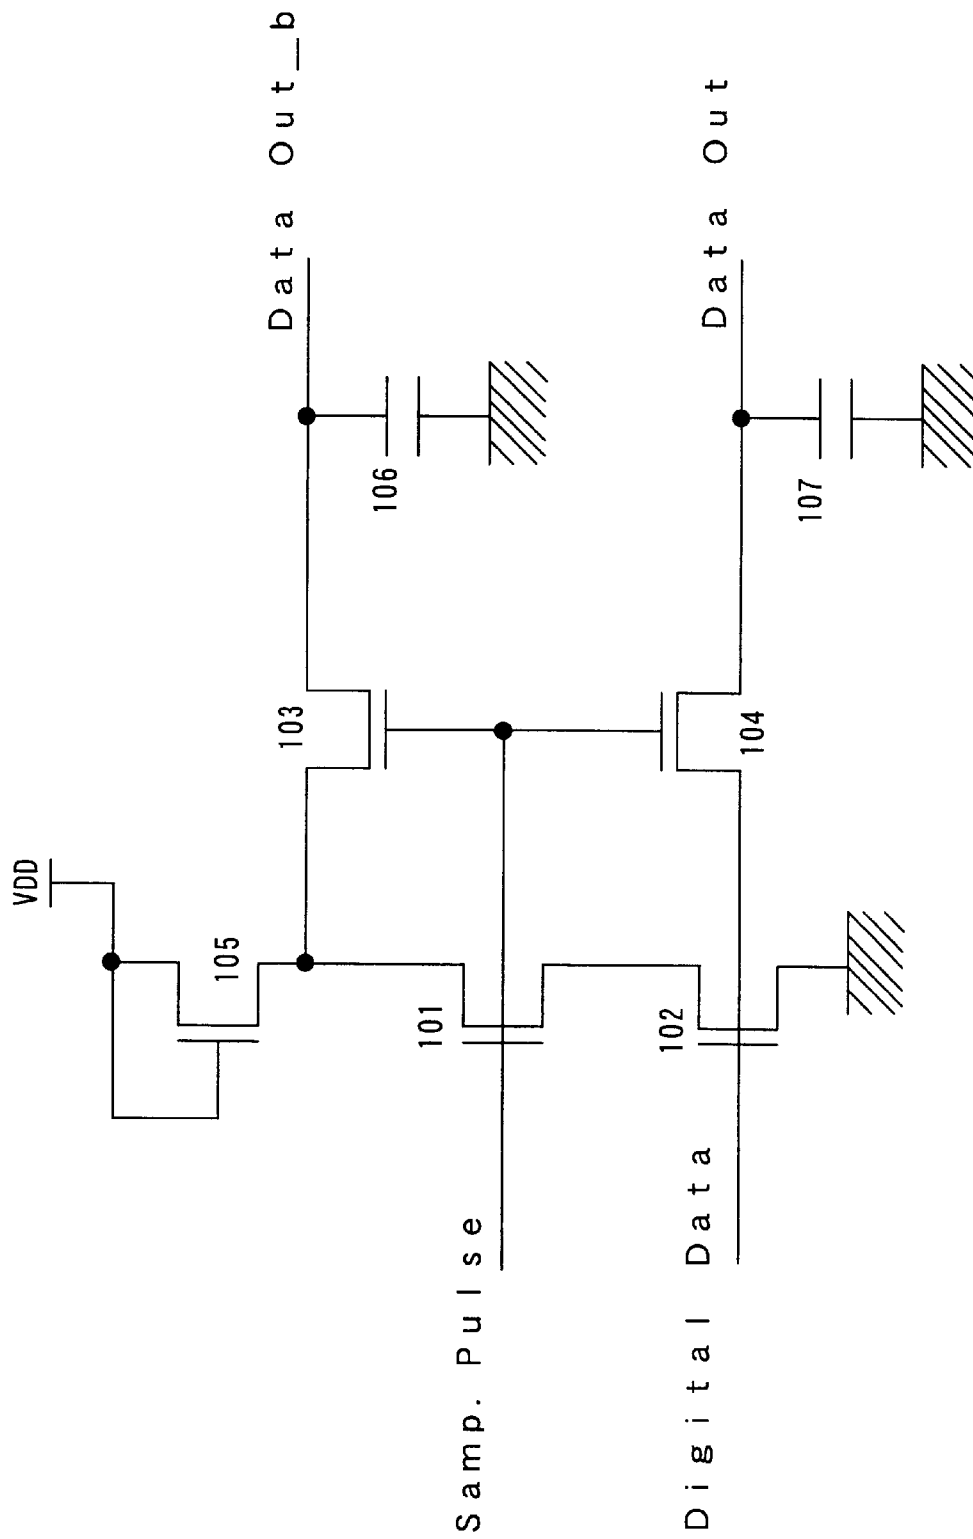 VDD
105
103
Data Out_b
106
101
Samp. Pulse
102
104
Data Out
107
Digital Data